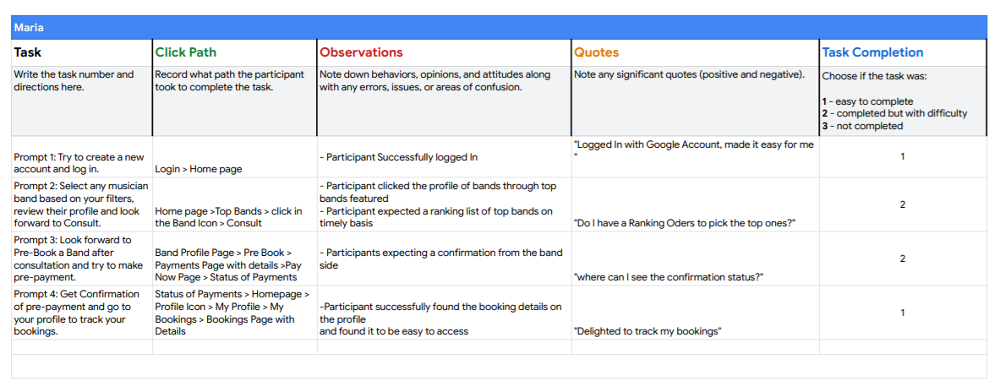 Maria
Task
Click Path
Observations
Quotes
Task Completion
Write the task number and
directions here.
Record what path the participant
took to complete the task.
Note down behaviors, opinions, and attitudes along
with any errors, issues, or areas of confusion.
Note any significant quotes (positive and negative).
Choose if the task was:
1 - easy to complete
2 - completed but with difficulty
3 - not completed
Prompt 1: Try to create a new
account and log in.
Login > Home page
- Participant Successfully logged In
"Logged In with Google Account, made it easy for me
"
1
Prompt 2: Select any musician
band based on your filters,
review their profile and look
forward to Consult.
Home page >Top Bands > click in
the Band Icon > Consult
- Participant clicked the profile of bands through top
bands featured
- Participant expected a ranking list of top bands on
timely basis
"Do I have a Ranking Oders to pick the top ones?"
2
Prompt 3: Look forward to
Pre-Book a Band after
consultation and try to make
pre-payment.
Band Profile Page > Pre Book >
Payments Page with details >Pay
Now Page > Status of Payments
- Participants expecting a confirmation from the band
side
"where can I see the confirmation status?"
2
Prompt 4: Get Confirmation
of pre-payment and go to
your profile to track your
bookings.
Status of Payments > Homepage >
Profile Icon > My Profile > My
Bookings > Bookings Page with
Details
-Participant successfully found the booking details on
the profile
and found it to be easy to access
"Delighted to track my bookings"
1